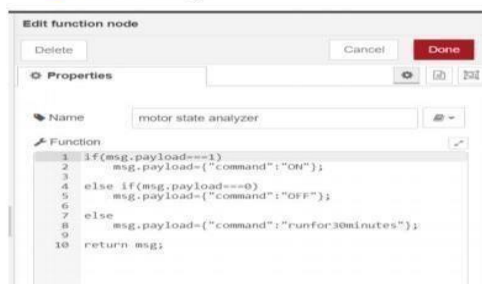 Edit function node
Delete Cancel Done
Properties
Name motor state analyzer
Function
1 if(msg.payload===1)
2 msg.payload={"command":"ON"};
3
4 else if(msg.payload===0)
5 msg.payload={"command":"OFF"};
6
7 else
8 msg.payload={"command":"runfor30minutes"};
9
10 return msg;